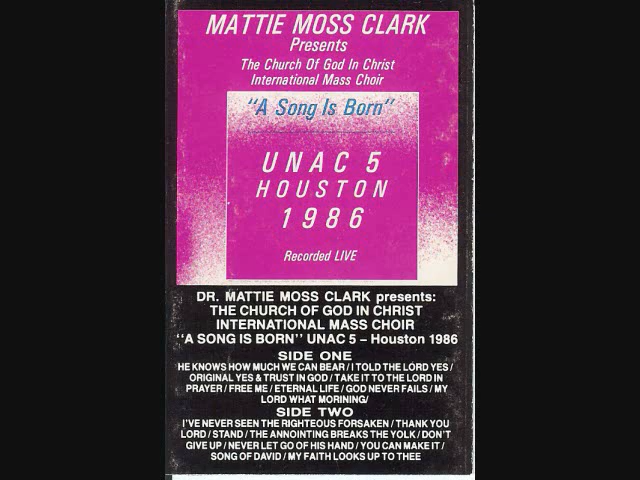 MATTIE MOSS CLARK
Presents
The Church Of God In Christ
International Mass Choir
"A Song Is Born"
UNAC 5
HOUSTON
1986
Recorded LIVE
DR. MATTIE MOSS CLARK presents:
THE CHURCH OF GOD IN CHRIST
INTERNATIONAL MASS CHOIR
"A SONG IS BORN" UNAC 5 – Houston 1986
SIDE ONE
HE KNOWS HOW MUCH WE CAN BEAR / I TOLD THE LORD YES /
ORIGINAL YES & TRUST IN GOD / TAKE IT TO THE LORD IN
PRAYER / FREE ME / ETERNAL LIFE / GOD NEVER FAILS / MY
LORD WHAT MORINING/
SIDE TWO
I'VE NEVER SEEN THE RIGHTEOUS FORSAKEN / THANK YOU
LORD / STAND / THE ANNOINTING BREAKS THE YOLK / DON'T
GIVE UP / NEVER LET GO OF HIS HAND / YOU CAN MAKE IT /
SONG OF DAVID / MY FAITH LOOKS UP TO THEE